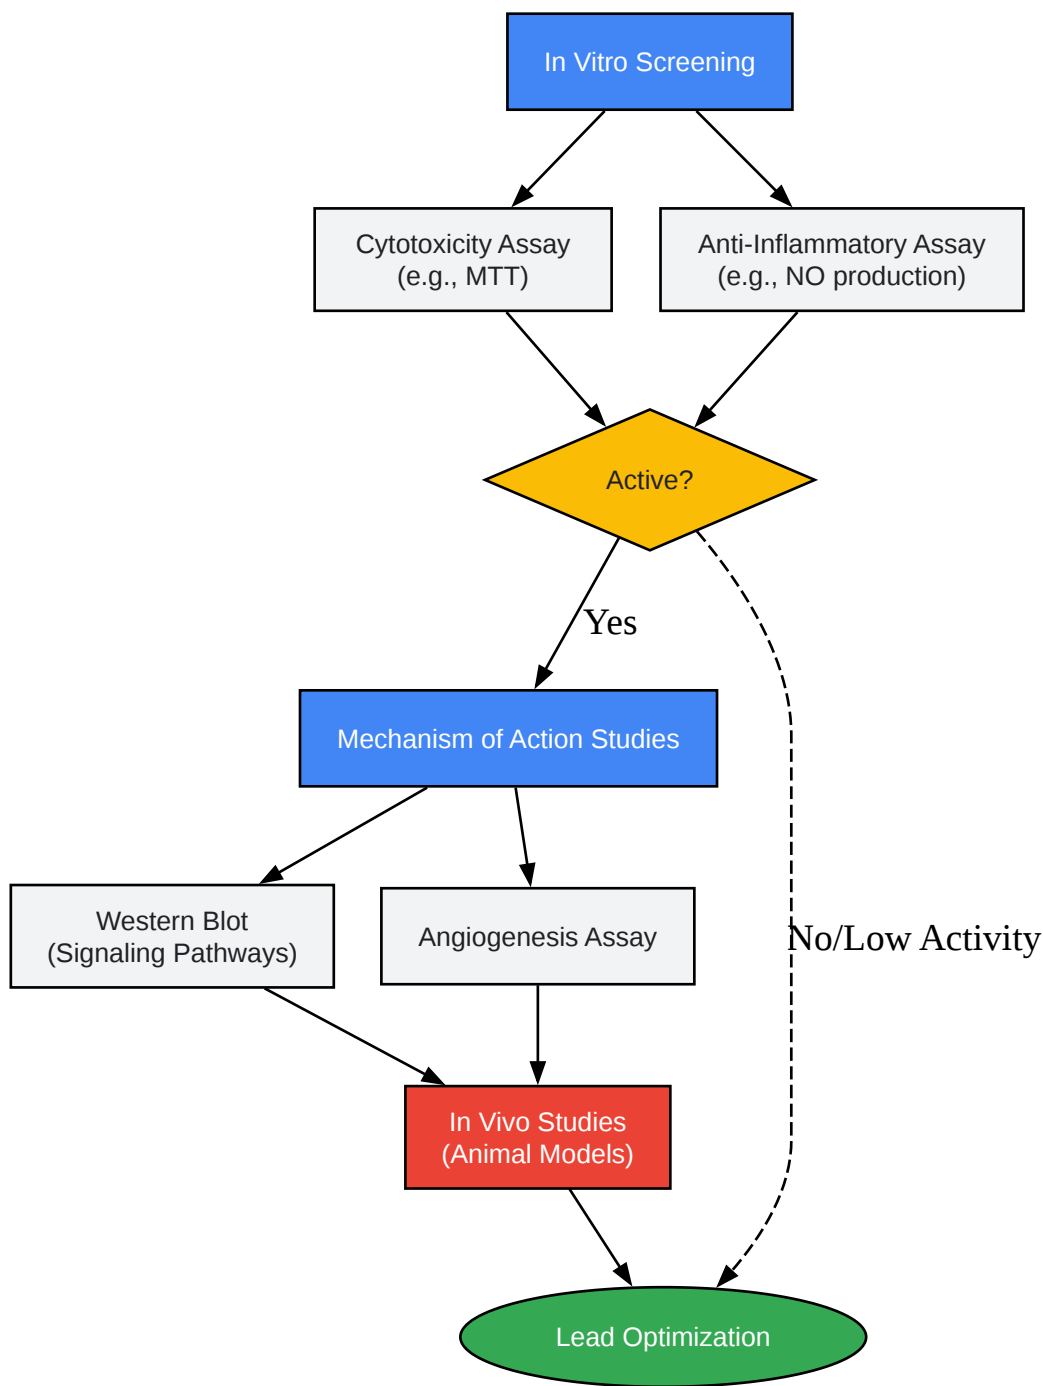 In Vitro Screening
Cytotoxicity Assay
(e.g., MTT)
Anti-Inflammatory Assay
(e.g., NO production)
Active?
Yes
Mechanism of Action Studies
Western Blot
(Signaling Pathways)
Angiogenesis Assay
No/Low Activity
In Vivo Studies
(Animal Models)
Lead Optimization